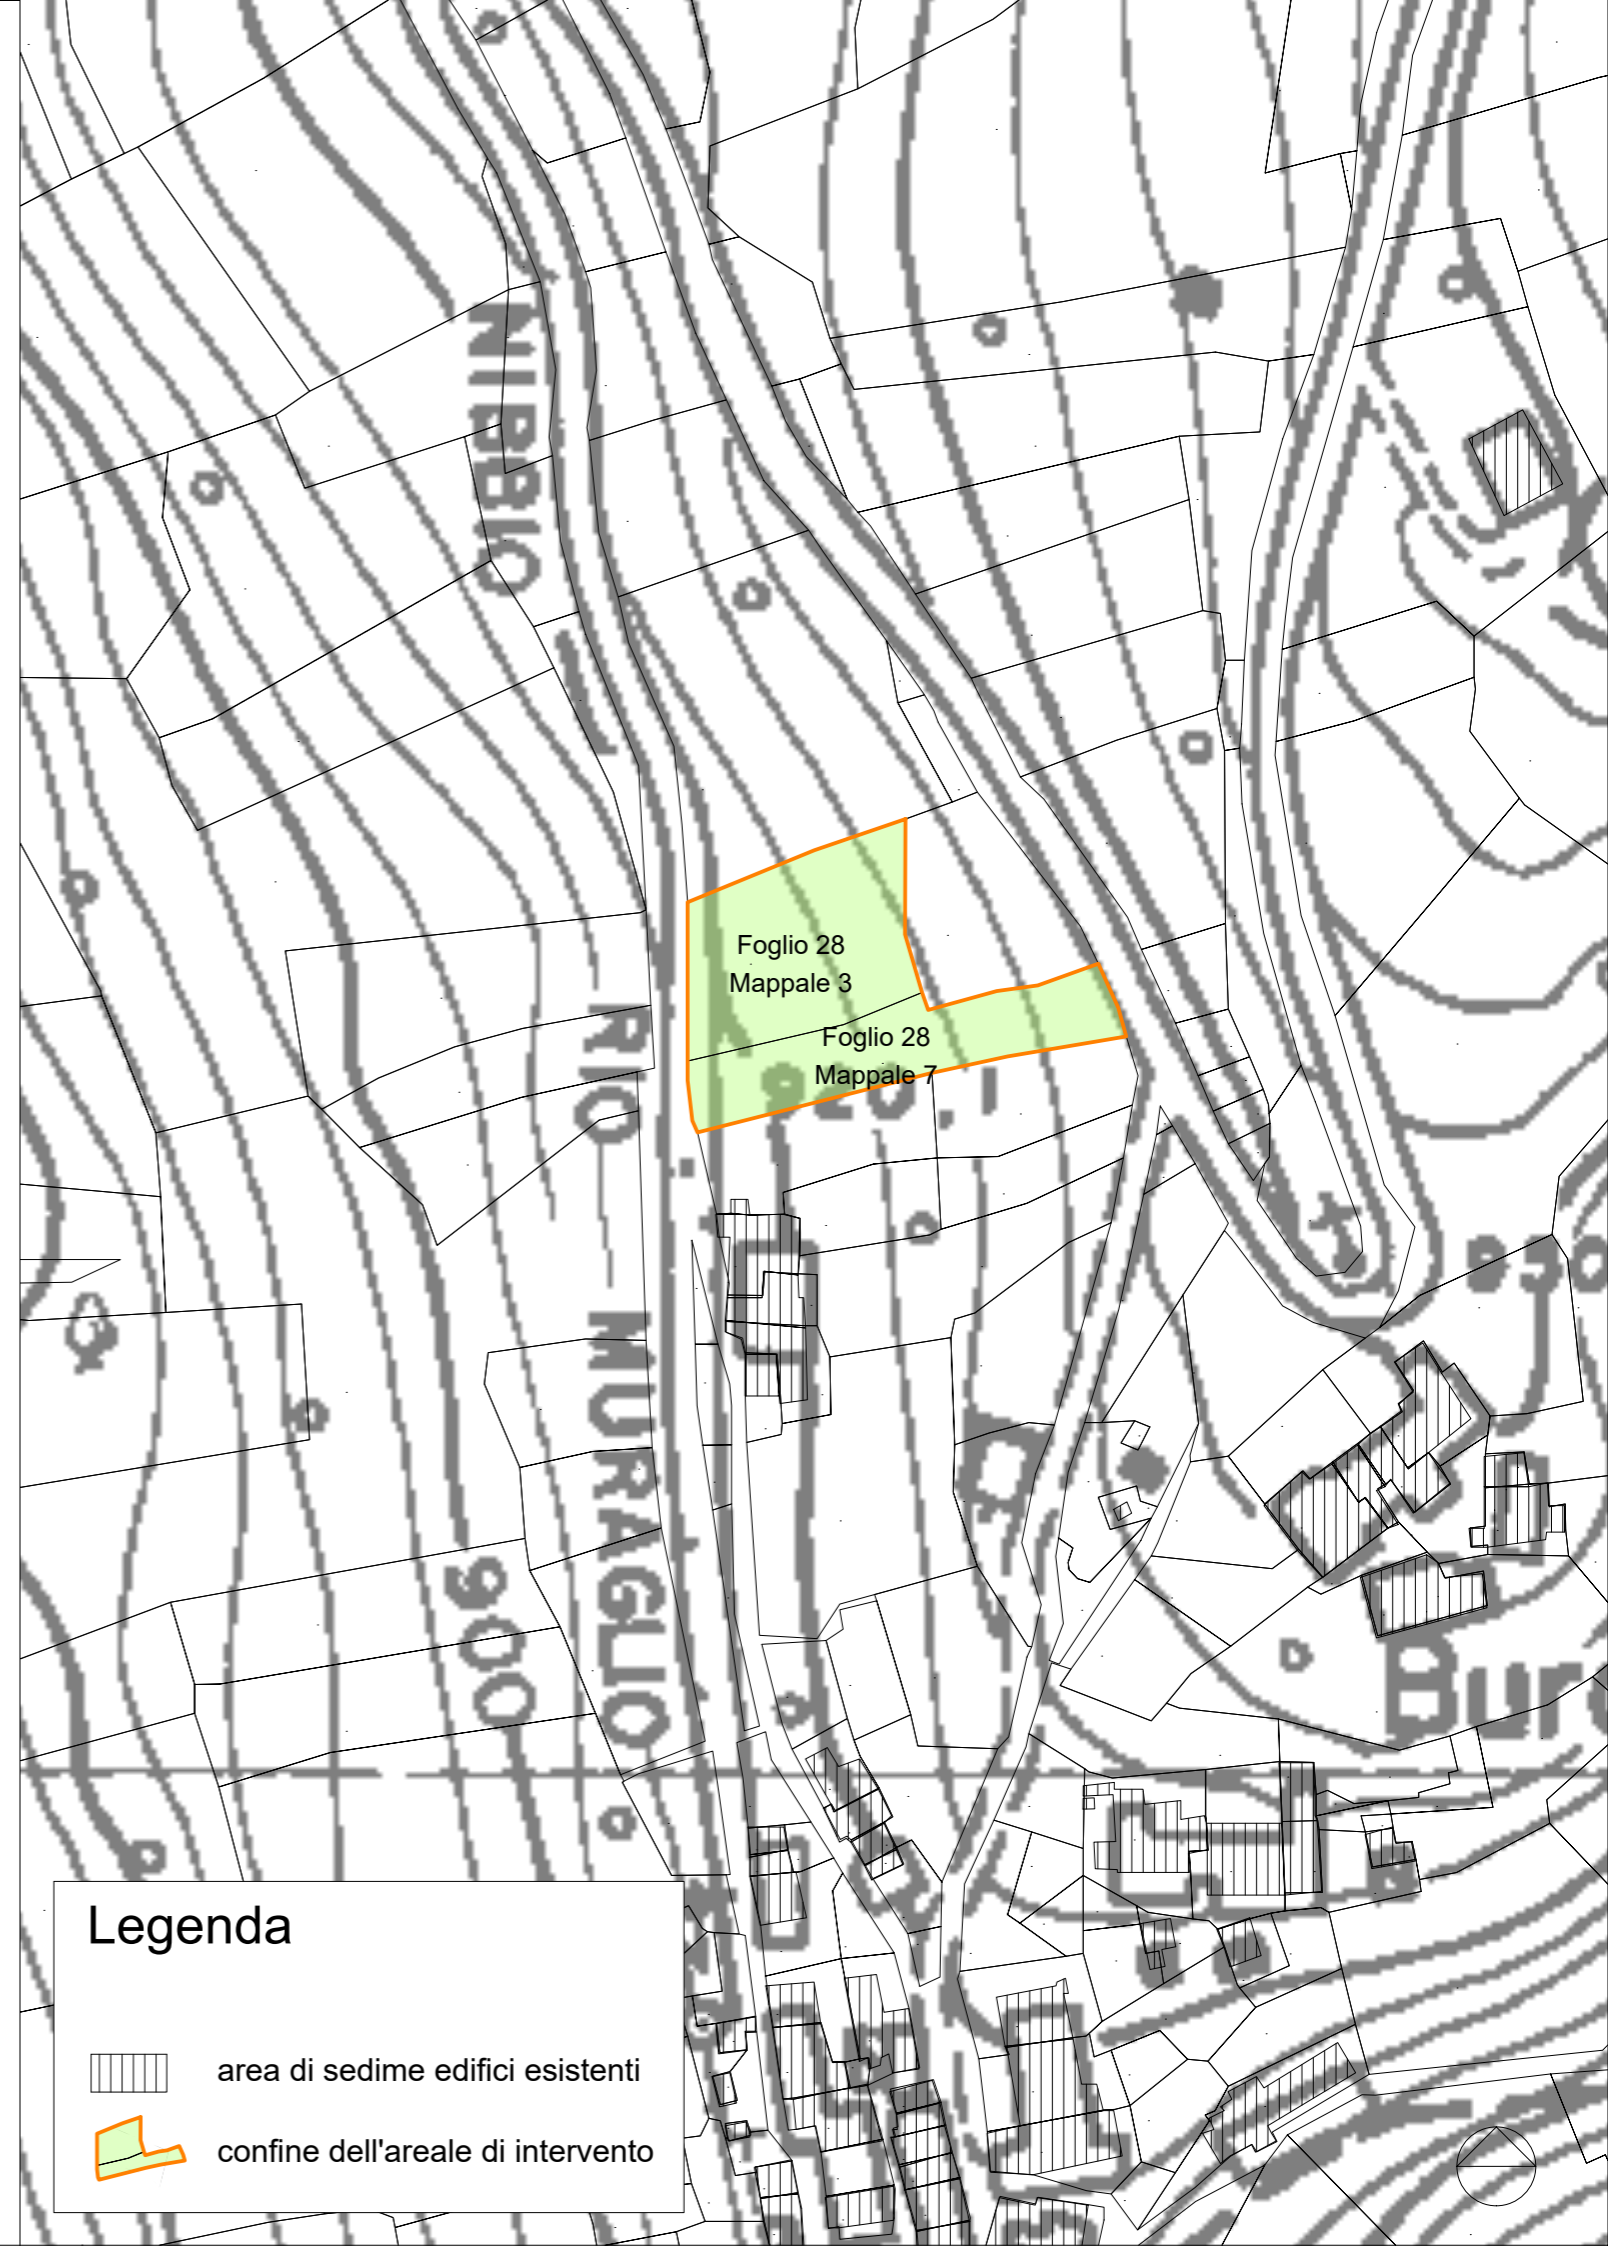 NIBBIO
Foglio 28
Mappale 3
Foglio 28
Mappale 7
RIO
MURAGLIO
900
Legenda
area di sedime edifici esistenti
confine dell'areale di intervento